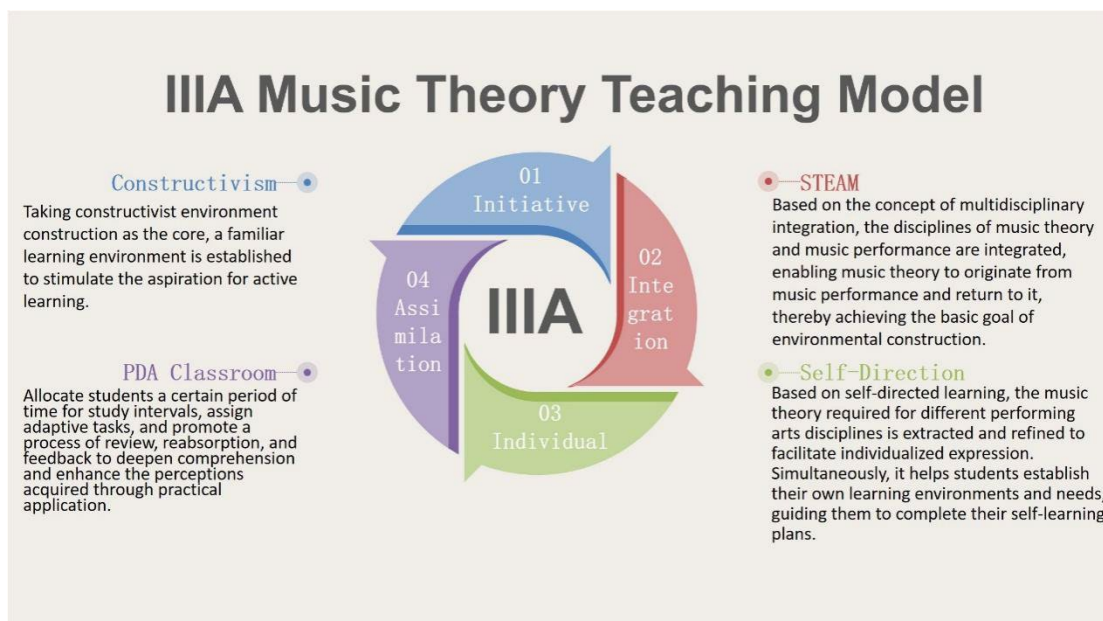 IIIA Music Theory Teaching Model
Constructivism
Taking constructivist environment
construction as the core, a familiar
learning environment is established
to stimulate the aspiration for active
learning.
01
Initiative
STEAM
Based on the concept of multidisciplinary
integration, the disciplines of music theory
and music performance are integrated,
enabling music theory to originate from
music performance and return to it,
thereby achieving the basic goal of
environmental construction.
02
Inte
grat
ion
04
Assi
mila
tion
IIIA
PDA Classroom
Allocate students a certain period of
time for study intervals, assign
adaptive tasks, and promote a
process of review, reabsorption, and
feedback to deepen comprehension
and enhance the perceptions
acquired through practical
application.
03
Individual
Self-Direction
Based on self-directed learning, the music
theory required for different performing
arts disciplines is extracted and refined to
facilitate individualized expression.
Simultaneously, it helps students establish
their own learning environments and needs,
guiding them to complete their self-learning
plans.